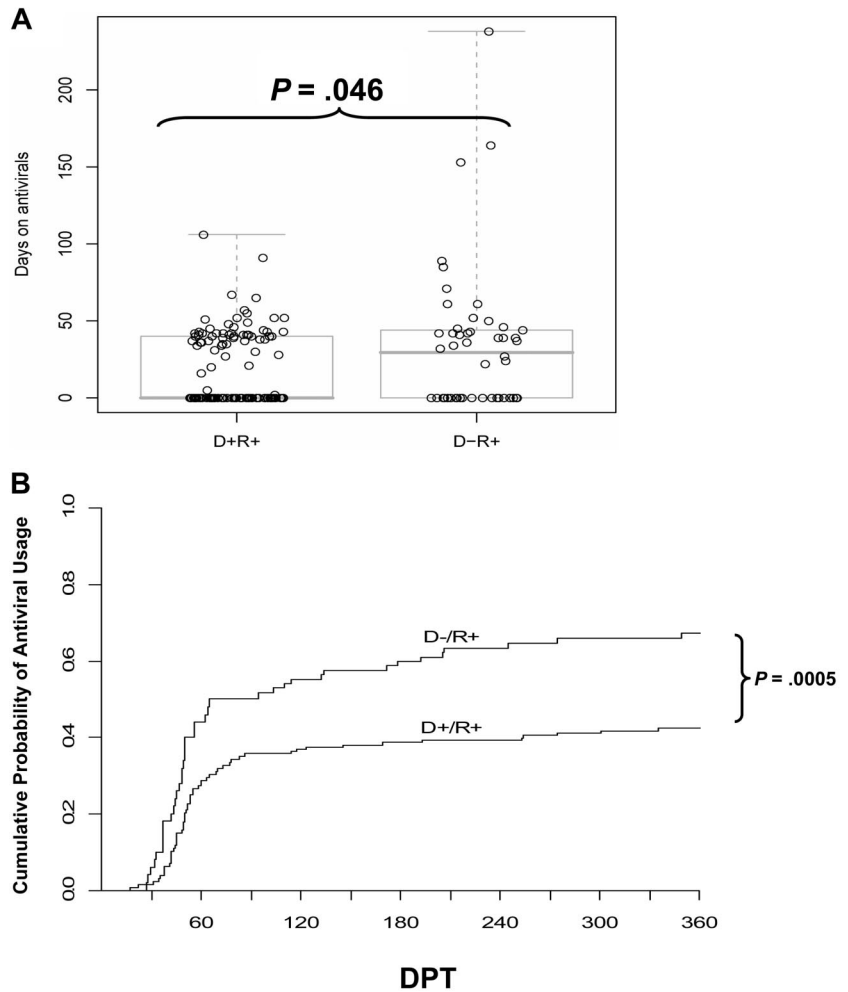 A
P = .046
Days on antivirals
200
150
100
50
0
D+R+
D−R+
B
Cumulative Probability of Antiviral Usage
1.0
0.8
0.6
0.4
0.2
0.0
D-/R+
D+/R+
P = .0005
60 120 180 240 300 360
DPT